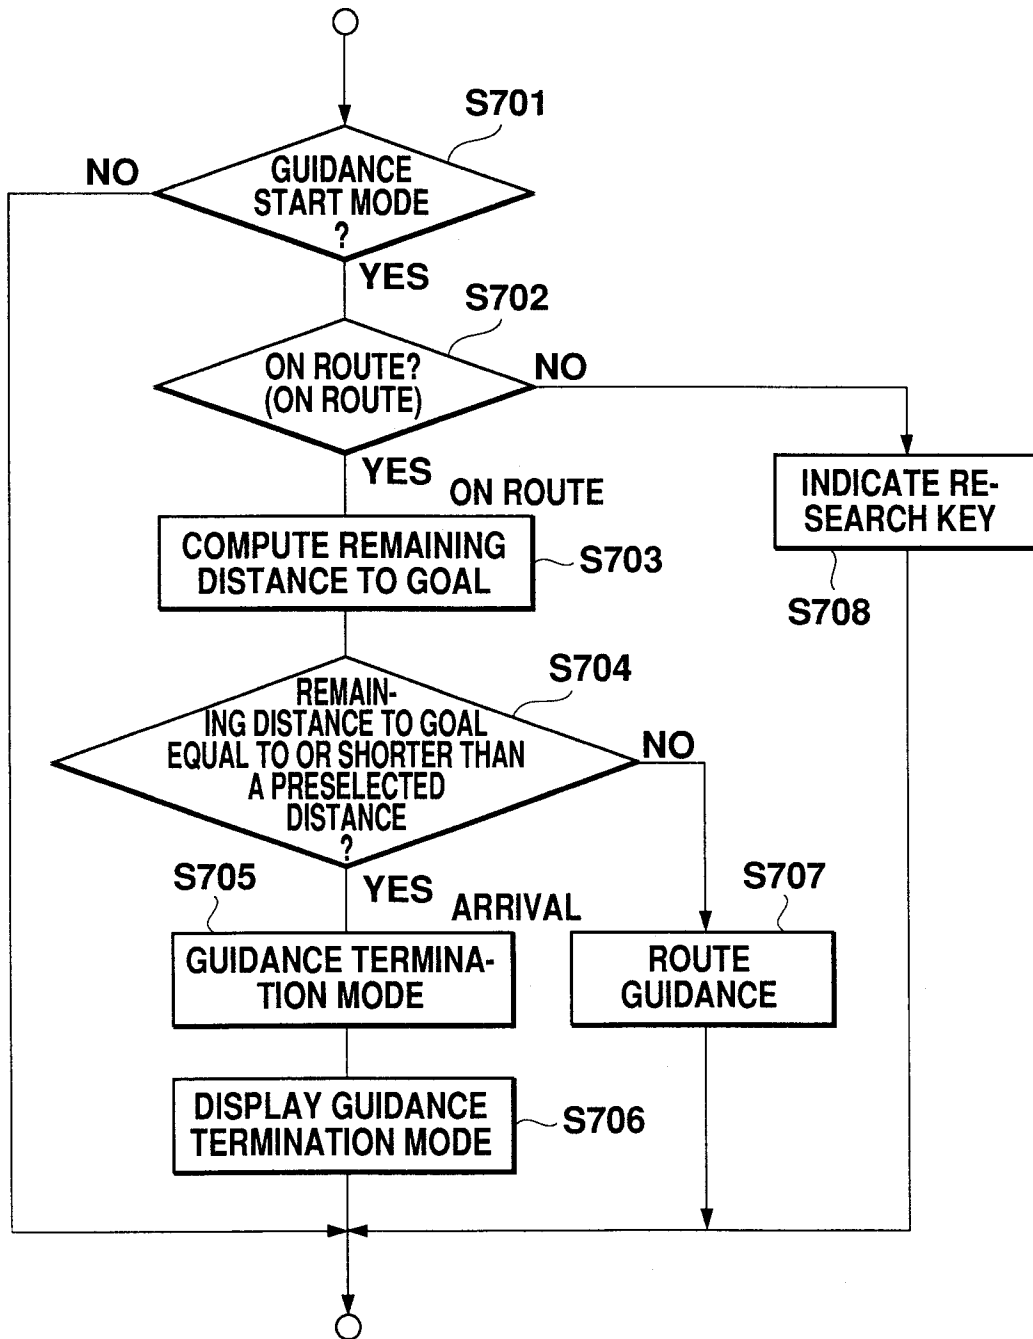 S701
NO
GUIDANCE
START MODE
?
YES
S702
ON ROUTE?
(ON ROUTE)
NO
YES
ON ROUTE
INDICATE RE-
SEARCH KEY
S708
COMPUTE REMAINING
DISTANCE TO GOAL
S703
S704
REMAIN-
ING DISTANCE TO GOAL
EQUAL TO OR SHORTER THAN
A PRESELECTED
DISTANCE
?
NO
S705
YES
ARRIVAL
S707
GUIDANCE TERMINA-
TION MODE
ROUTE
GUIDANCE
DISPLAY GUIDANCE
TERMINATION MODE
S706